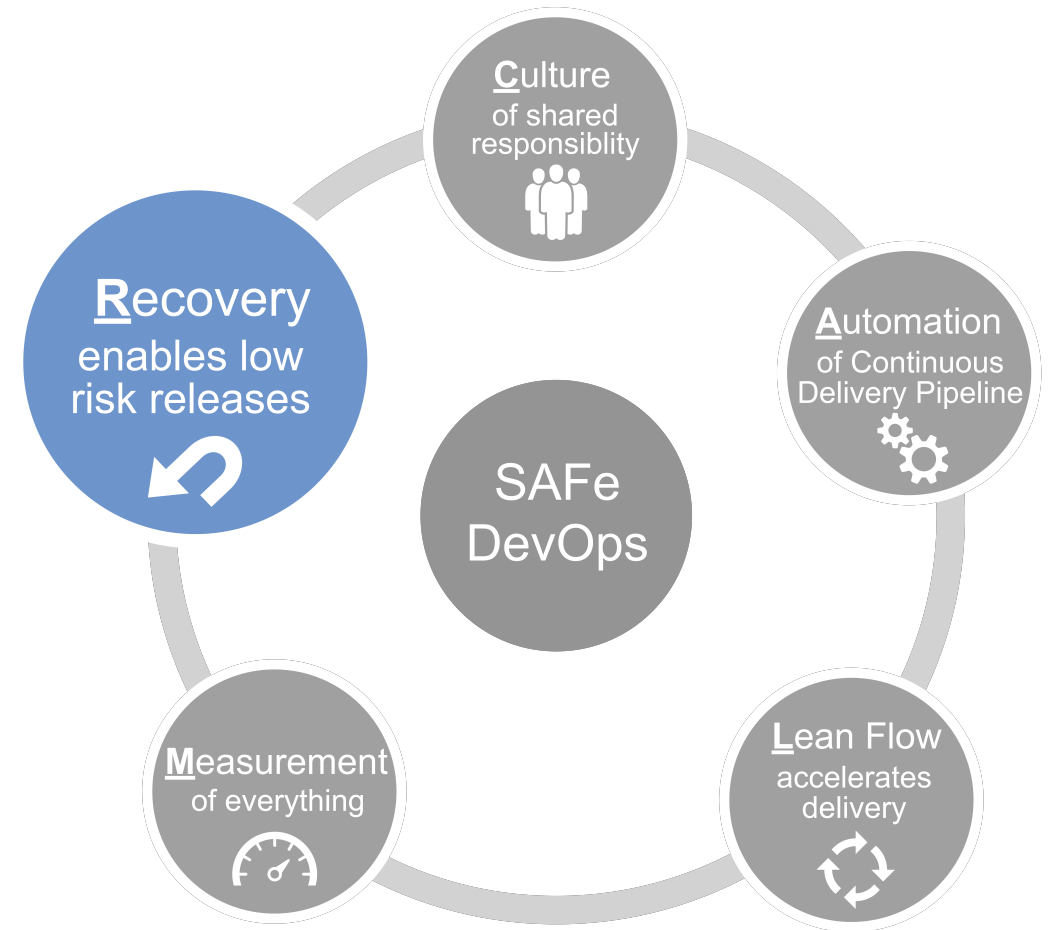 Culture
of shared
responsiblity
Recovery
enables low
risk releases
Automation
of Continuous
Delivery Pipeline
SAFe
DevOps
Measurement
of everything
Lean Flow
accelerates
delivery